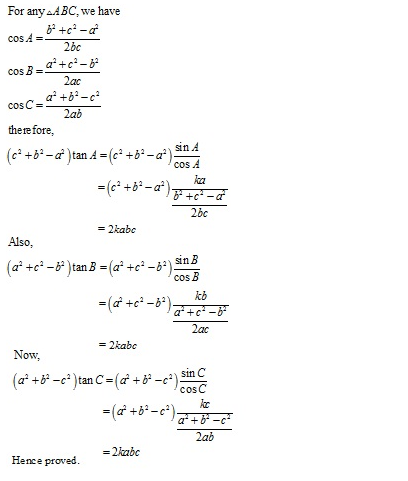 For any △ABC, we have
cos A = (b² + c² − a²) / 2bc
cos B = (a² + c² − b²) / 2ac
cos C = (a² + b² − c²) / 2ab
therefore,
(c² + b² − a²) tan A = (c² + b² − a²) sin A / cos A
= (c² + b² − a²) ka / ((b² + c² − a²) / 2bc)
= 2kabc
Also,
(a² + c² − b²) tan B = (a² + c² − b²) sin B / cos B
= (a² + c² − b²) kb / ((a² + c² − b²) / 2ac)
= 2kabc
Now,
(a² + b² − c²) tan C = (a² + b² − c²) sin C / cos C
= (a² + b² − c²) kc / ((a² + b² − c²) / 2ab)
= 2kabc
Hence proved.